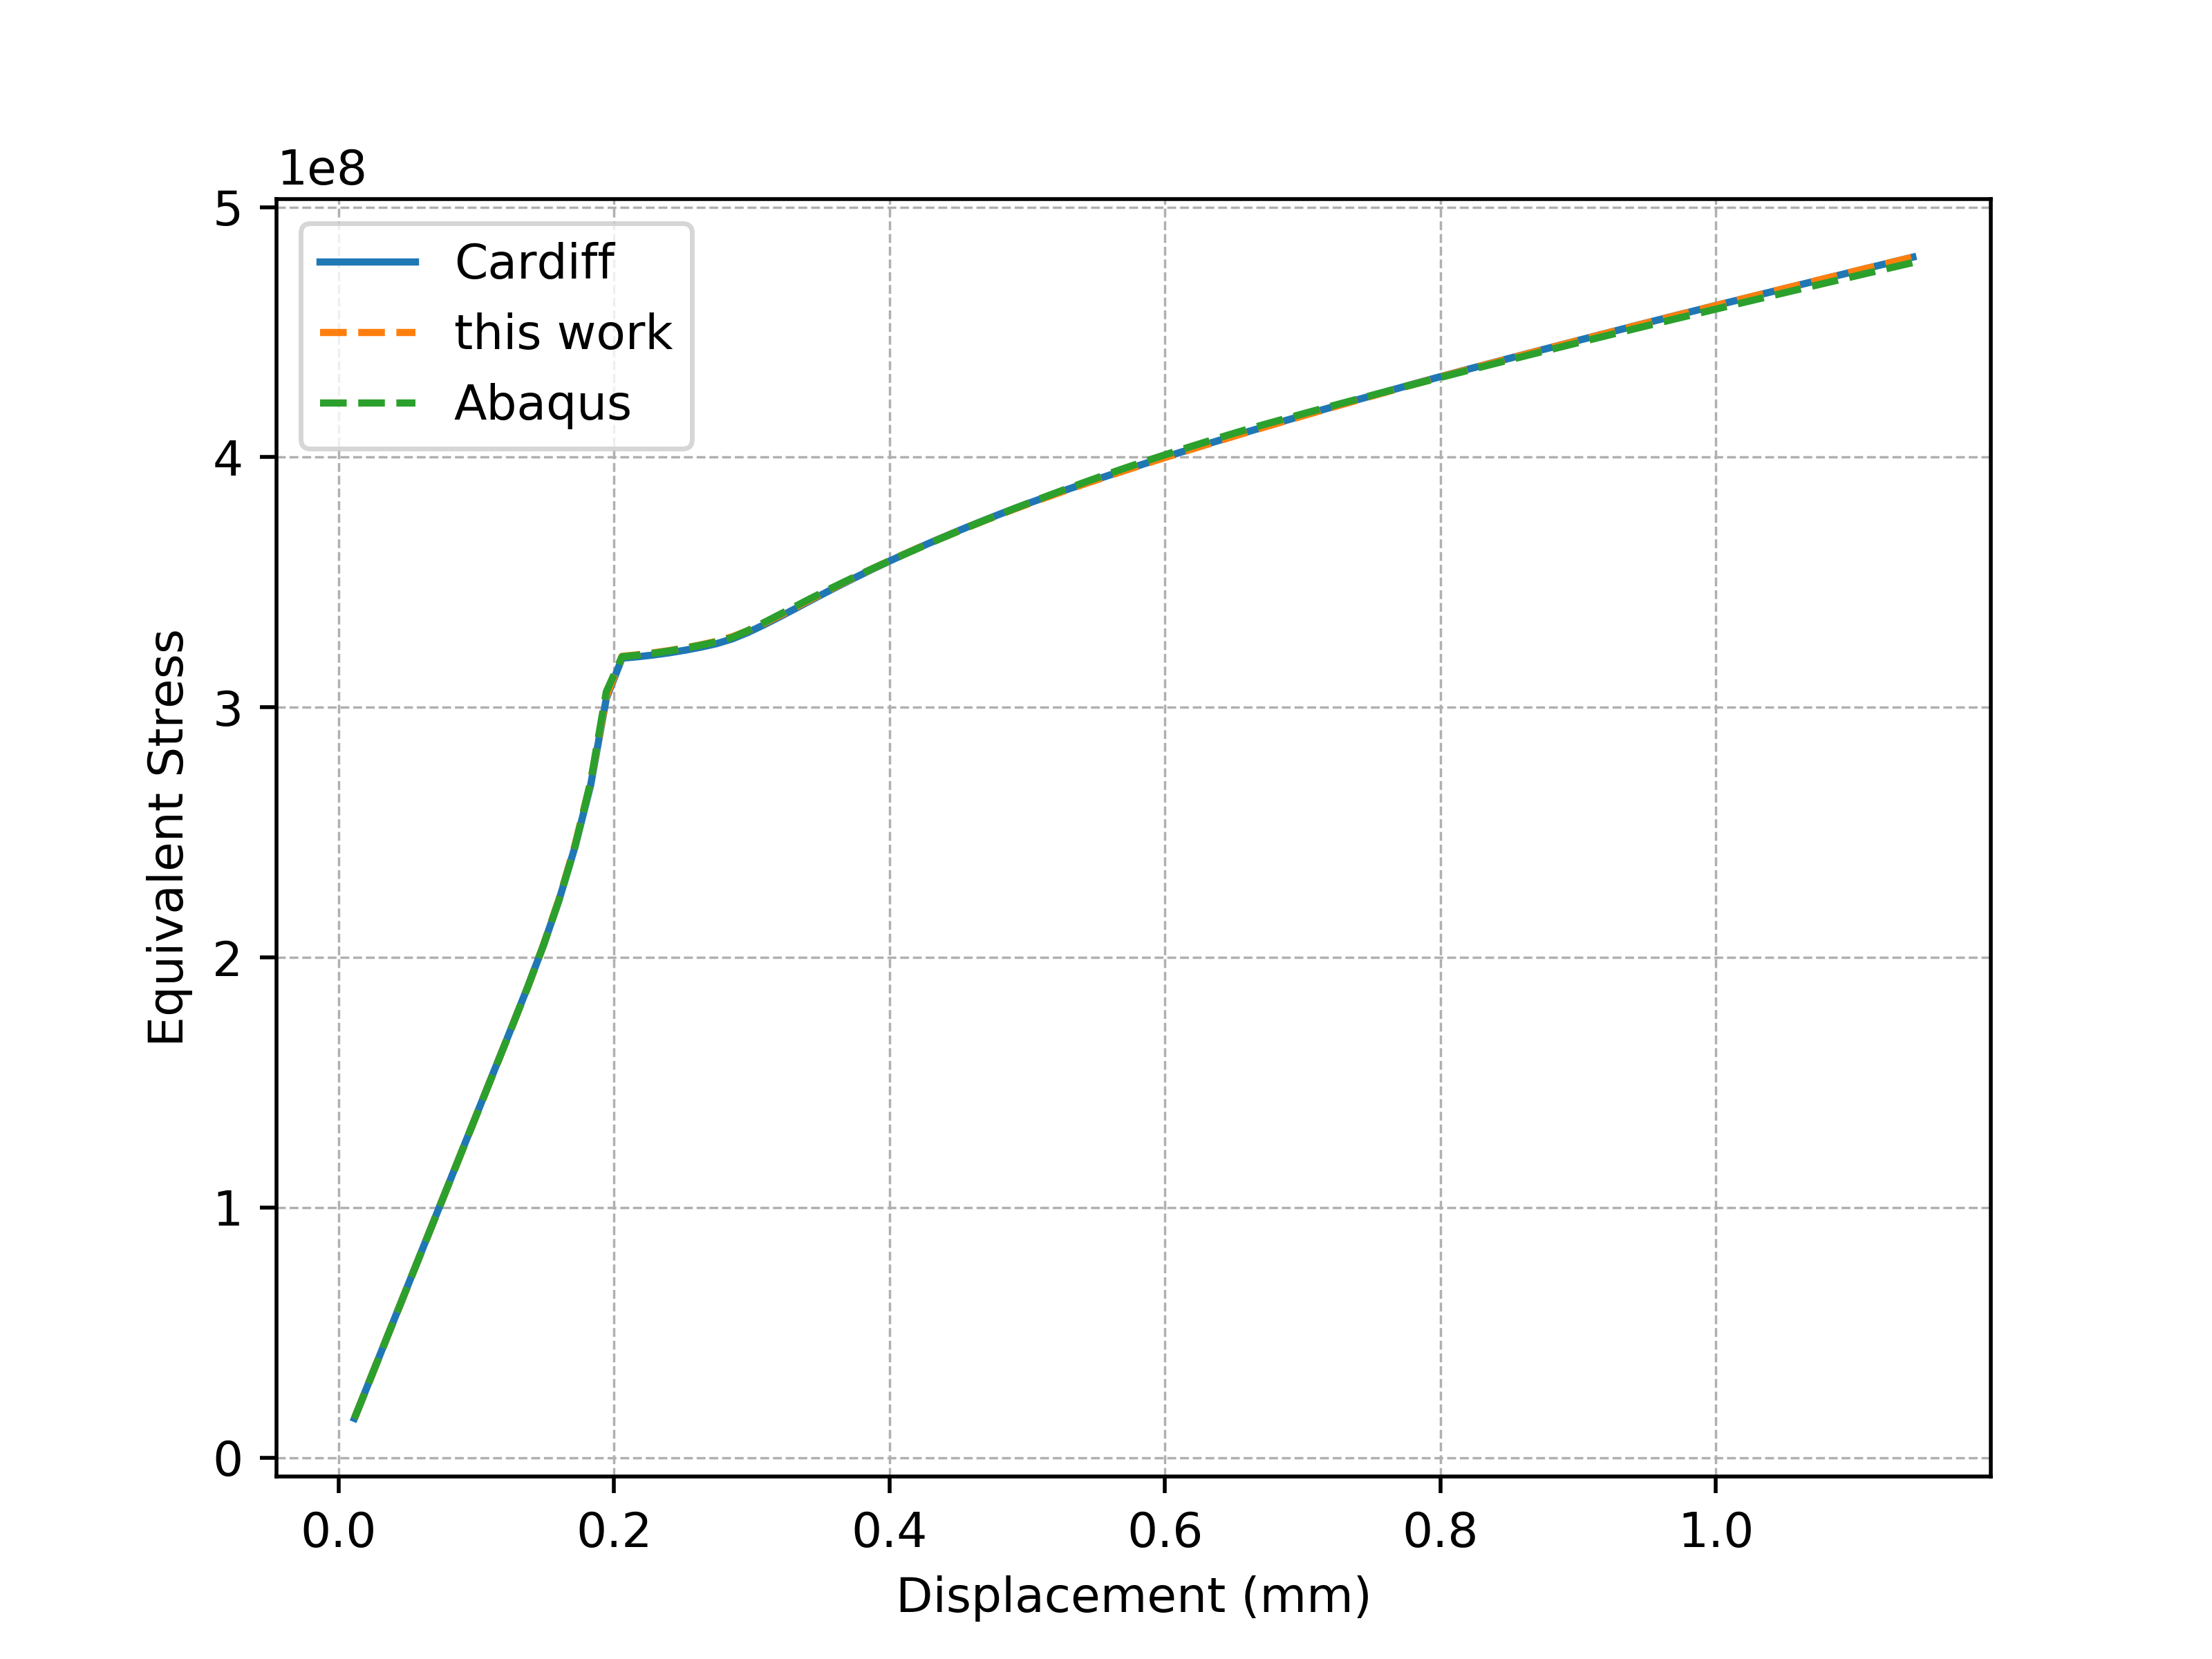 1e8
5
4
3
2
1
0
Equivalent Stress
Cardiff
this work
Abaqus
0.0 0.2 0.4 0.6 0.8 1.0
Displacement (mm)